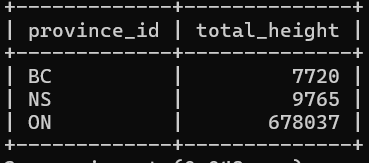 +-------------+--------------+
| province_id | total_height |
+-------------+--------------+
| BC          |         7720 |
| NS          |         9765 |
| ON          |       678037 |
+-------------+--------------+